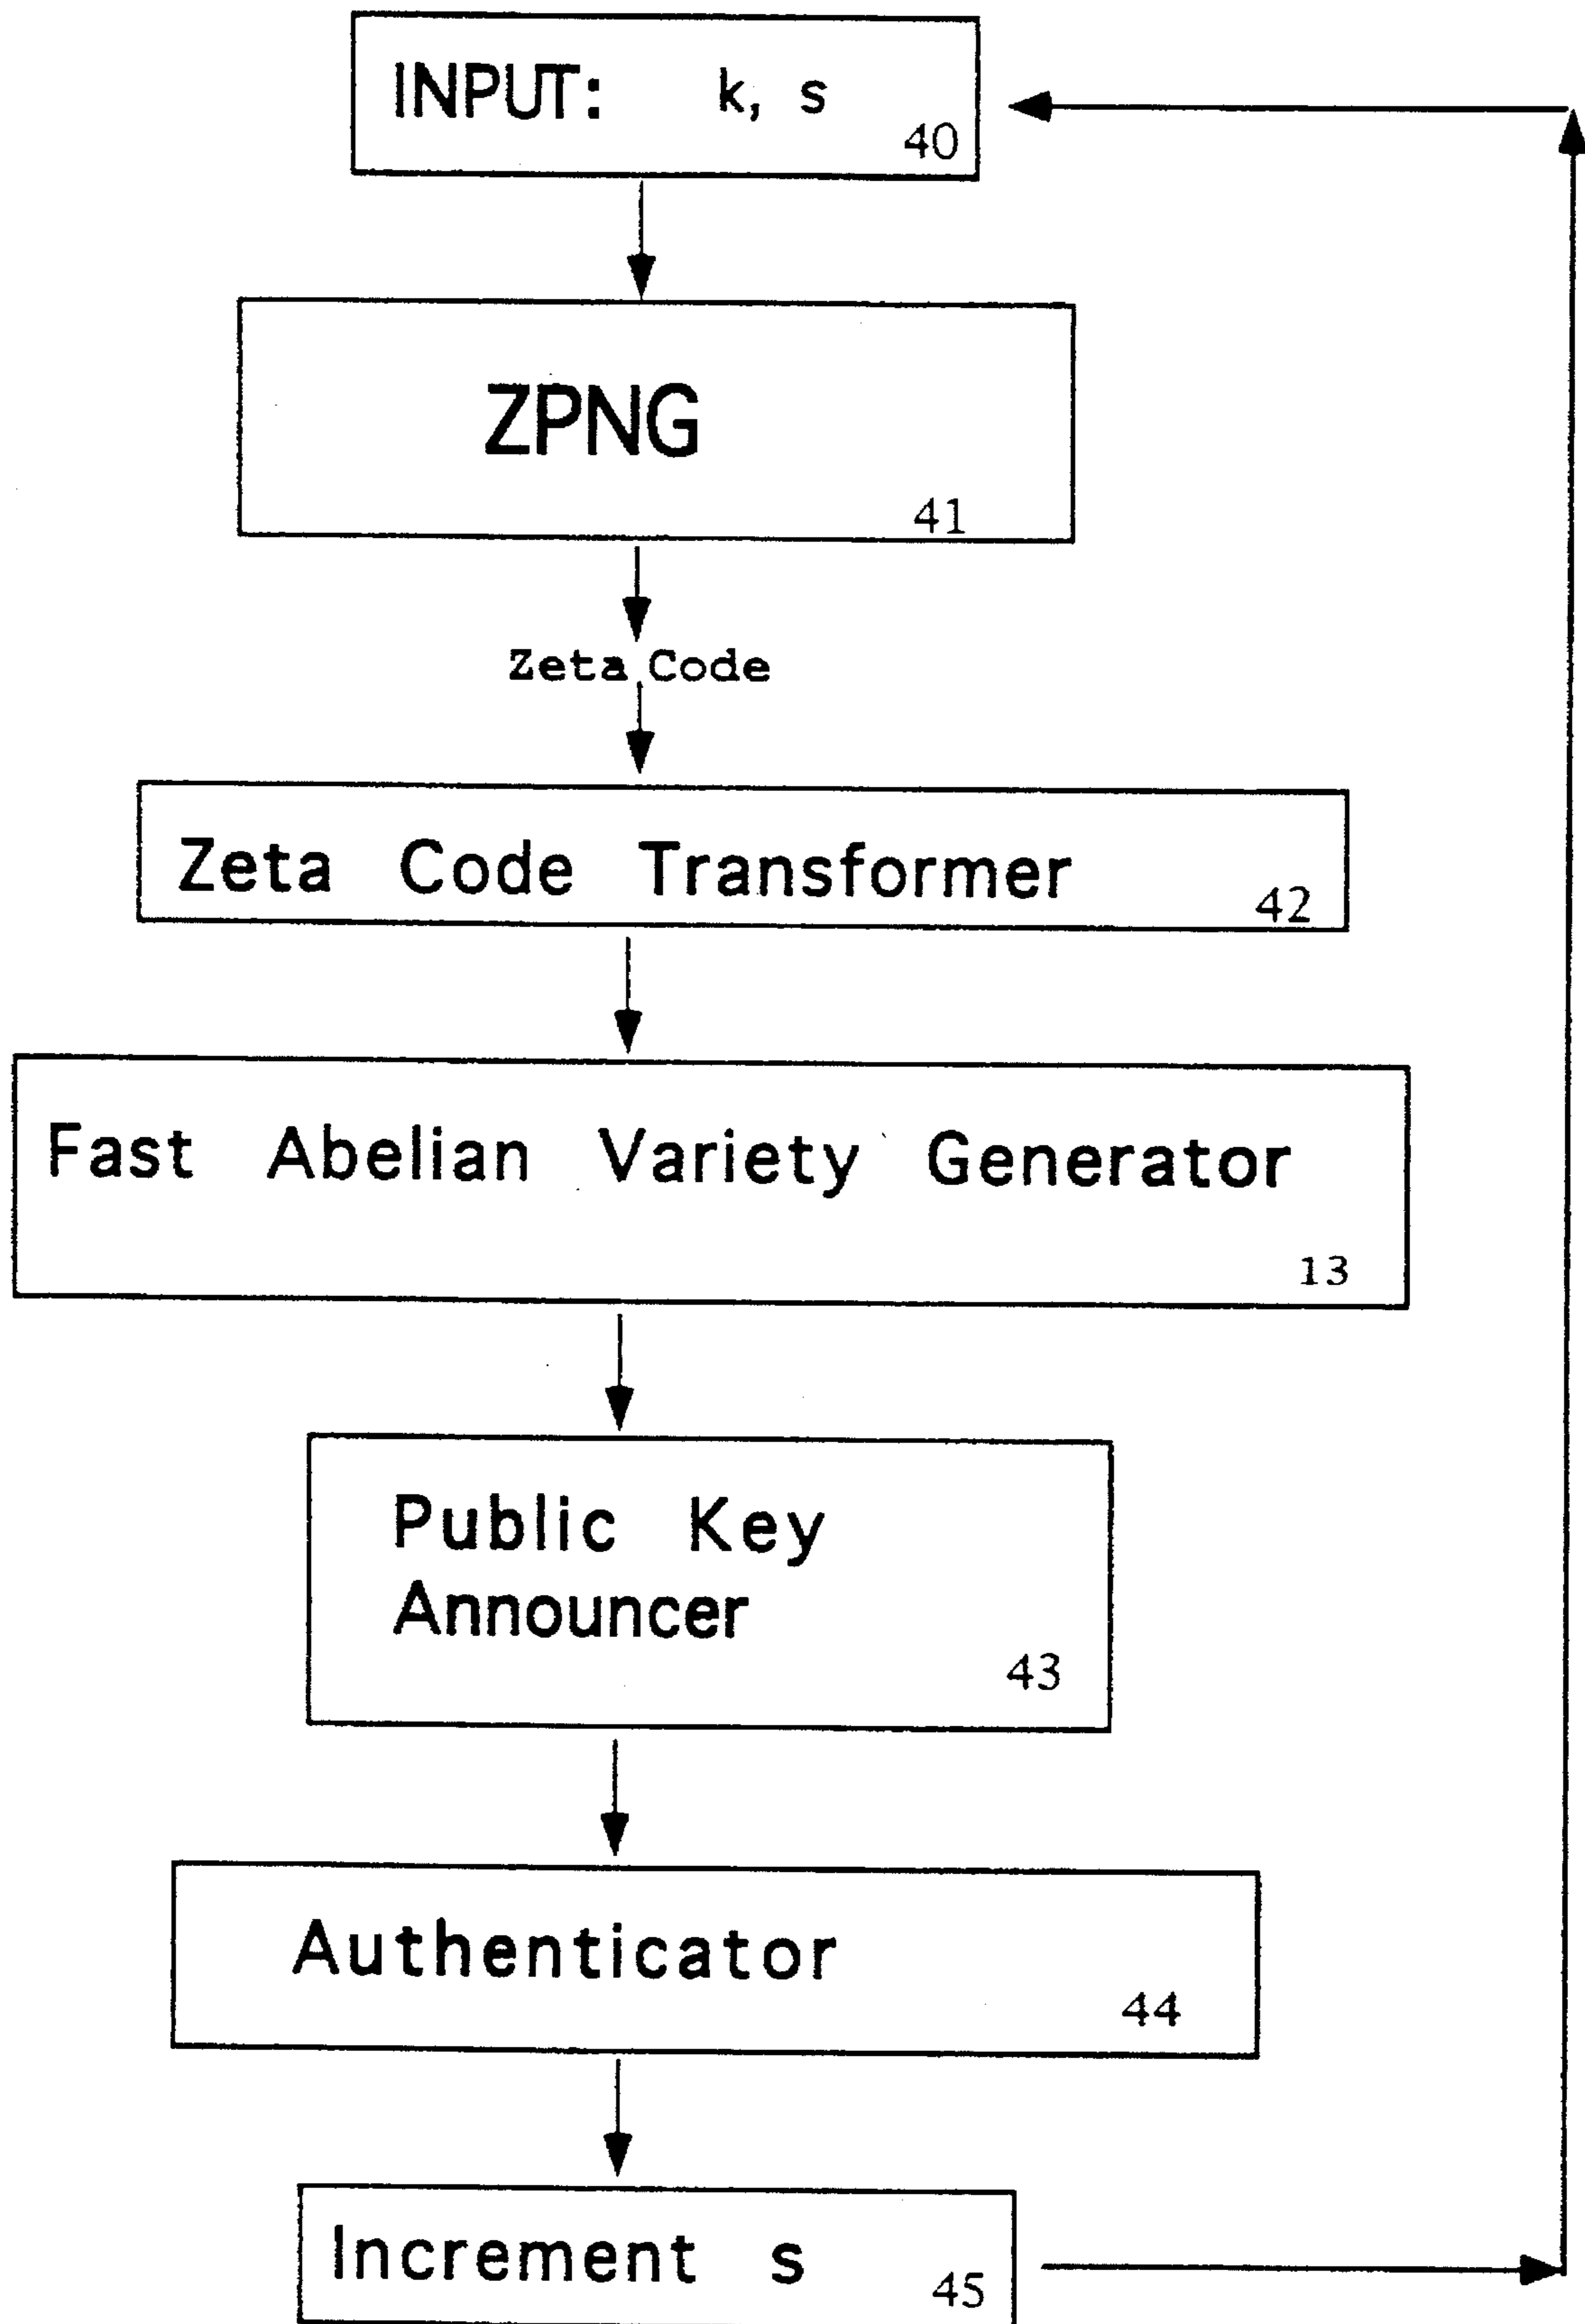 INPUT: k, s
40
ZPNG
41
Zeta Code
Zeta Code Transformer
42
Fast Abelian Variety Generator
13
Public Key
Announcer
43
Authenticator
44
Increment s
45